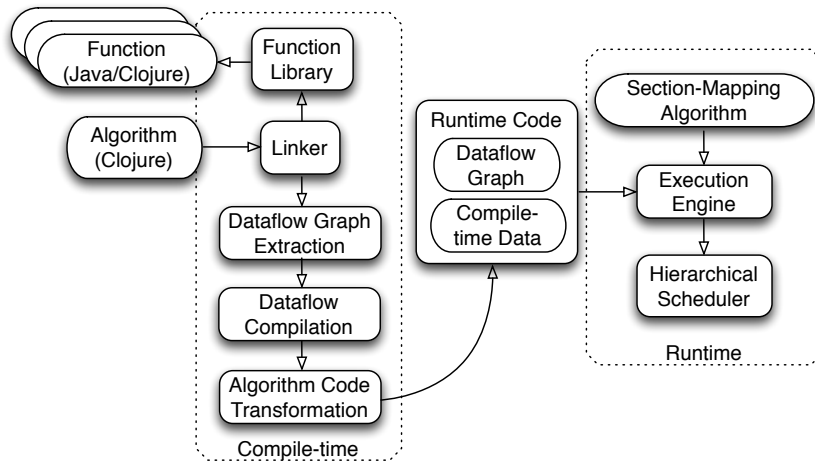 Function
(Java/Clojure)
Function
Library
Algorithm
(Clojure)
Linker
Dataflow Graph
Extraction
Dataflow
Compilation
Algorithm Code
Transformation
Compile-time
Runtime Code
Dataflow
Graph
Compile-
time Data
Section-Mapping
Algorithm
Execution
Engine
Hierarchical
Scheduler
Runtime